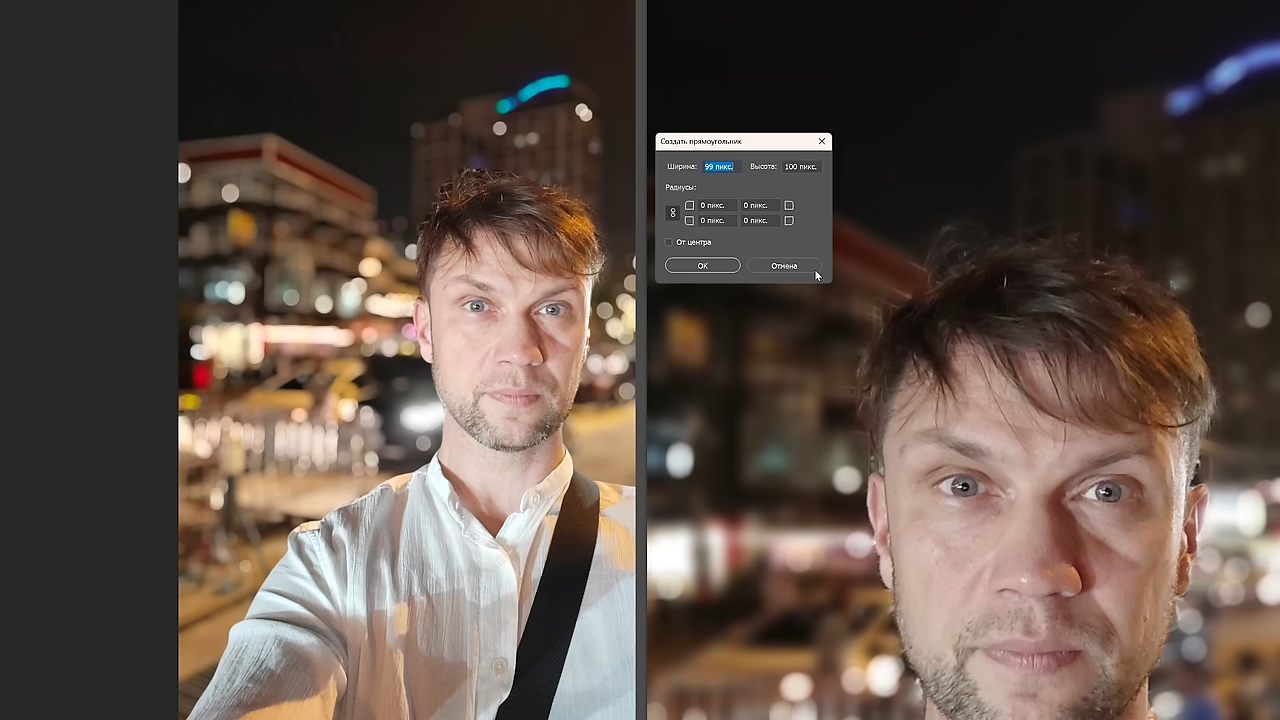 Создать прямоугольник
Ширина: 99 пикс. Высота: 100 пикс.
Радиусы:
0 пикс. 0 пикс.
0 пикс. 0 пикс.
От центра
ОК Отмена